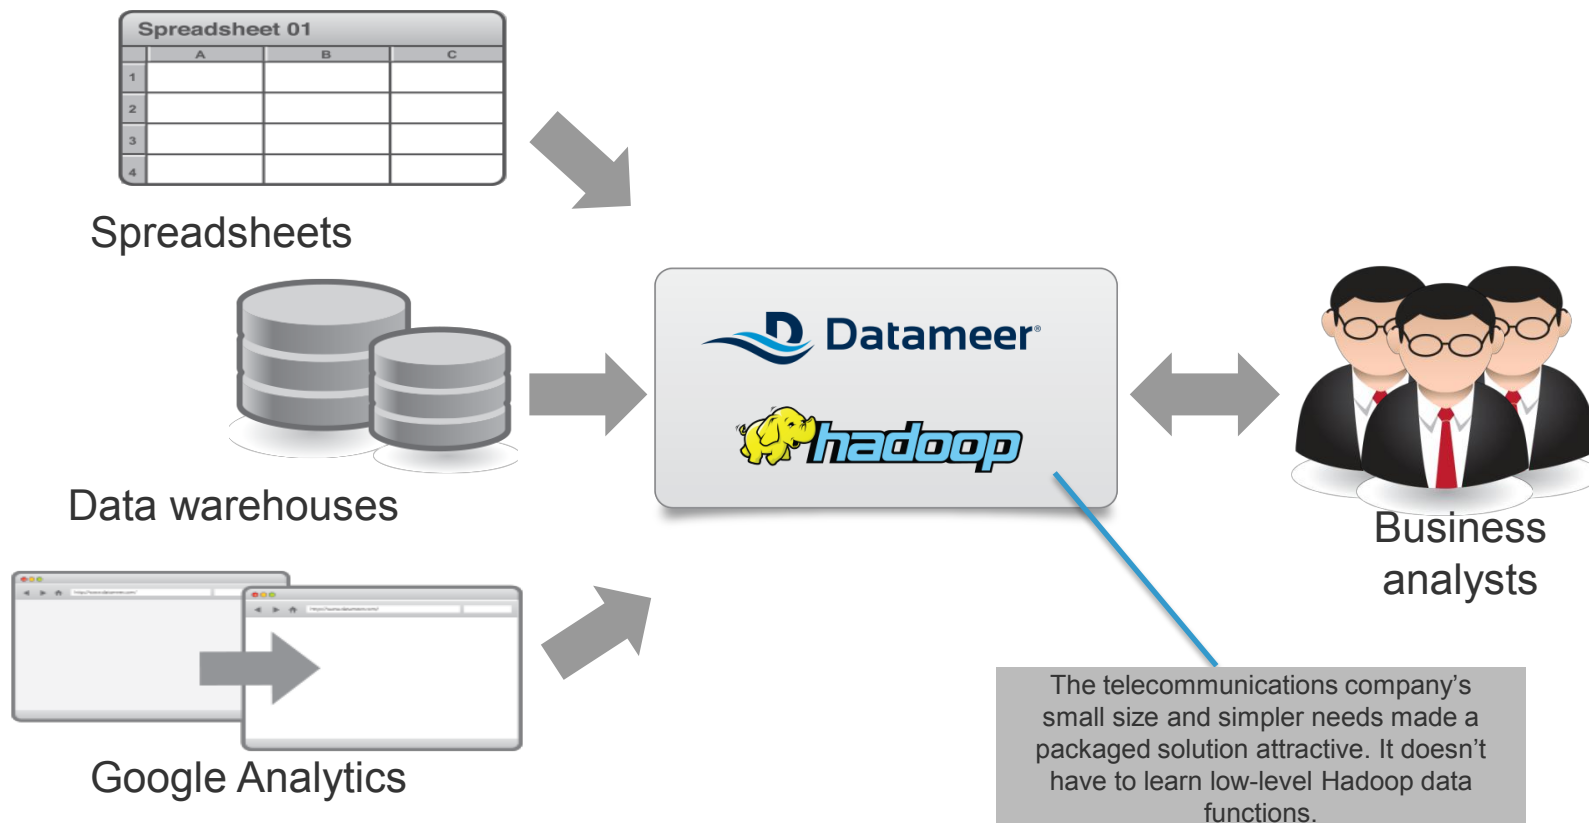 Spreadsheet 01
A B C
1
2
3
4
Spreadsheets
Data warehouses
Google Analytics
Datameer®
hadoop
Business
analysts
The telecommunications company’s
small size and simpler needs made a
packaged solution attractive. It doesn’t
have to learn low-level Hadoop data
functions.